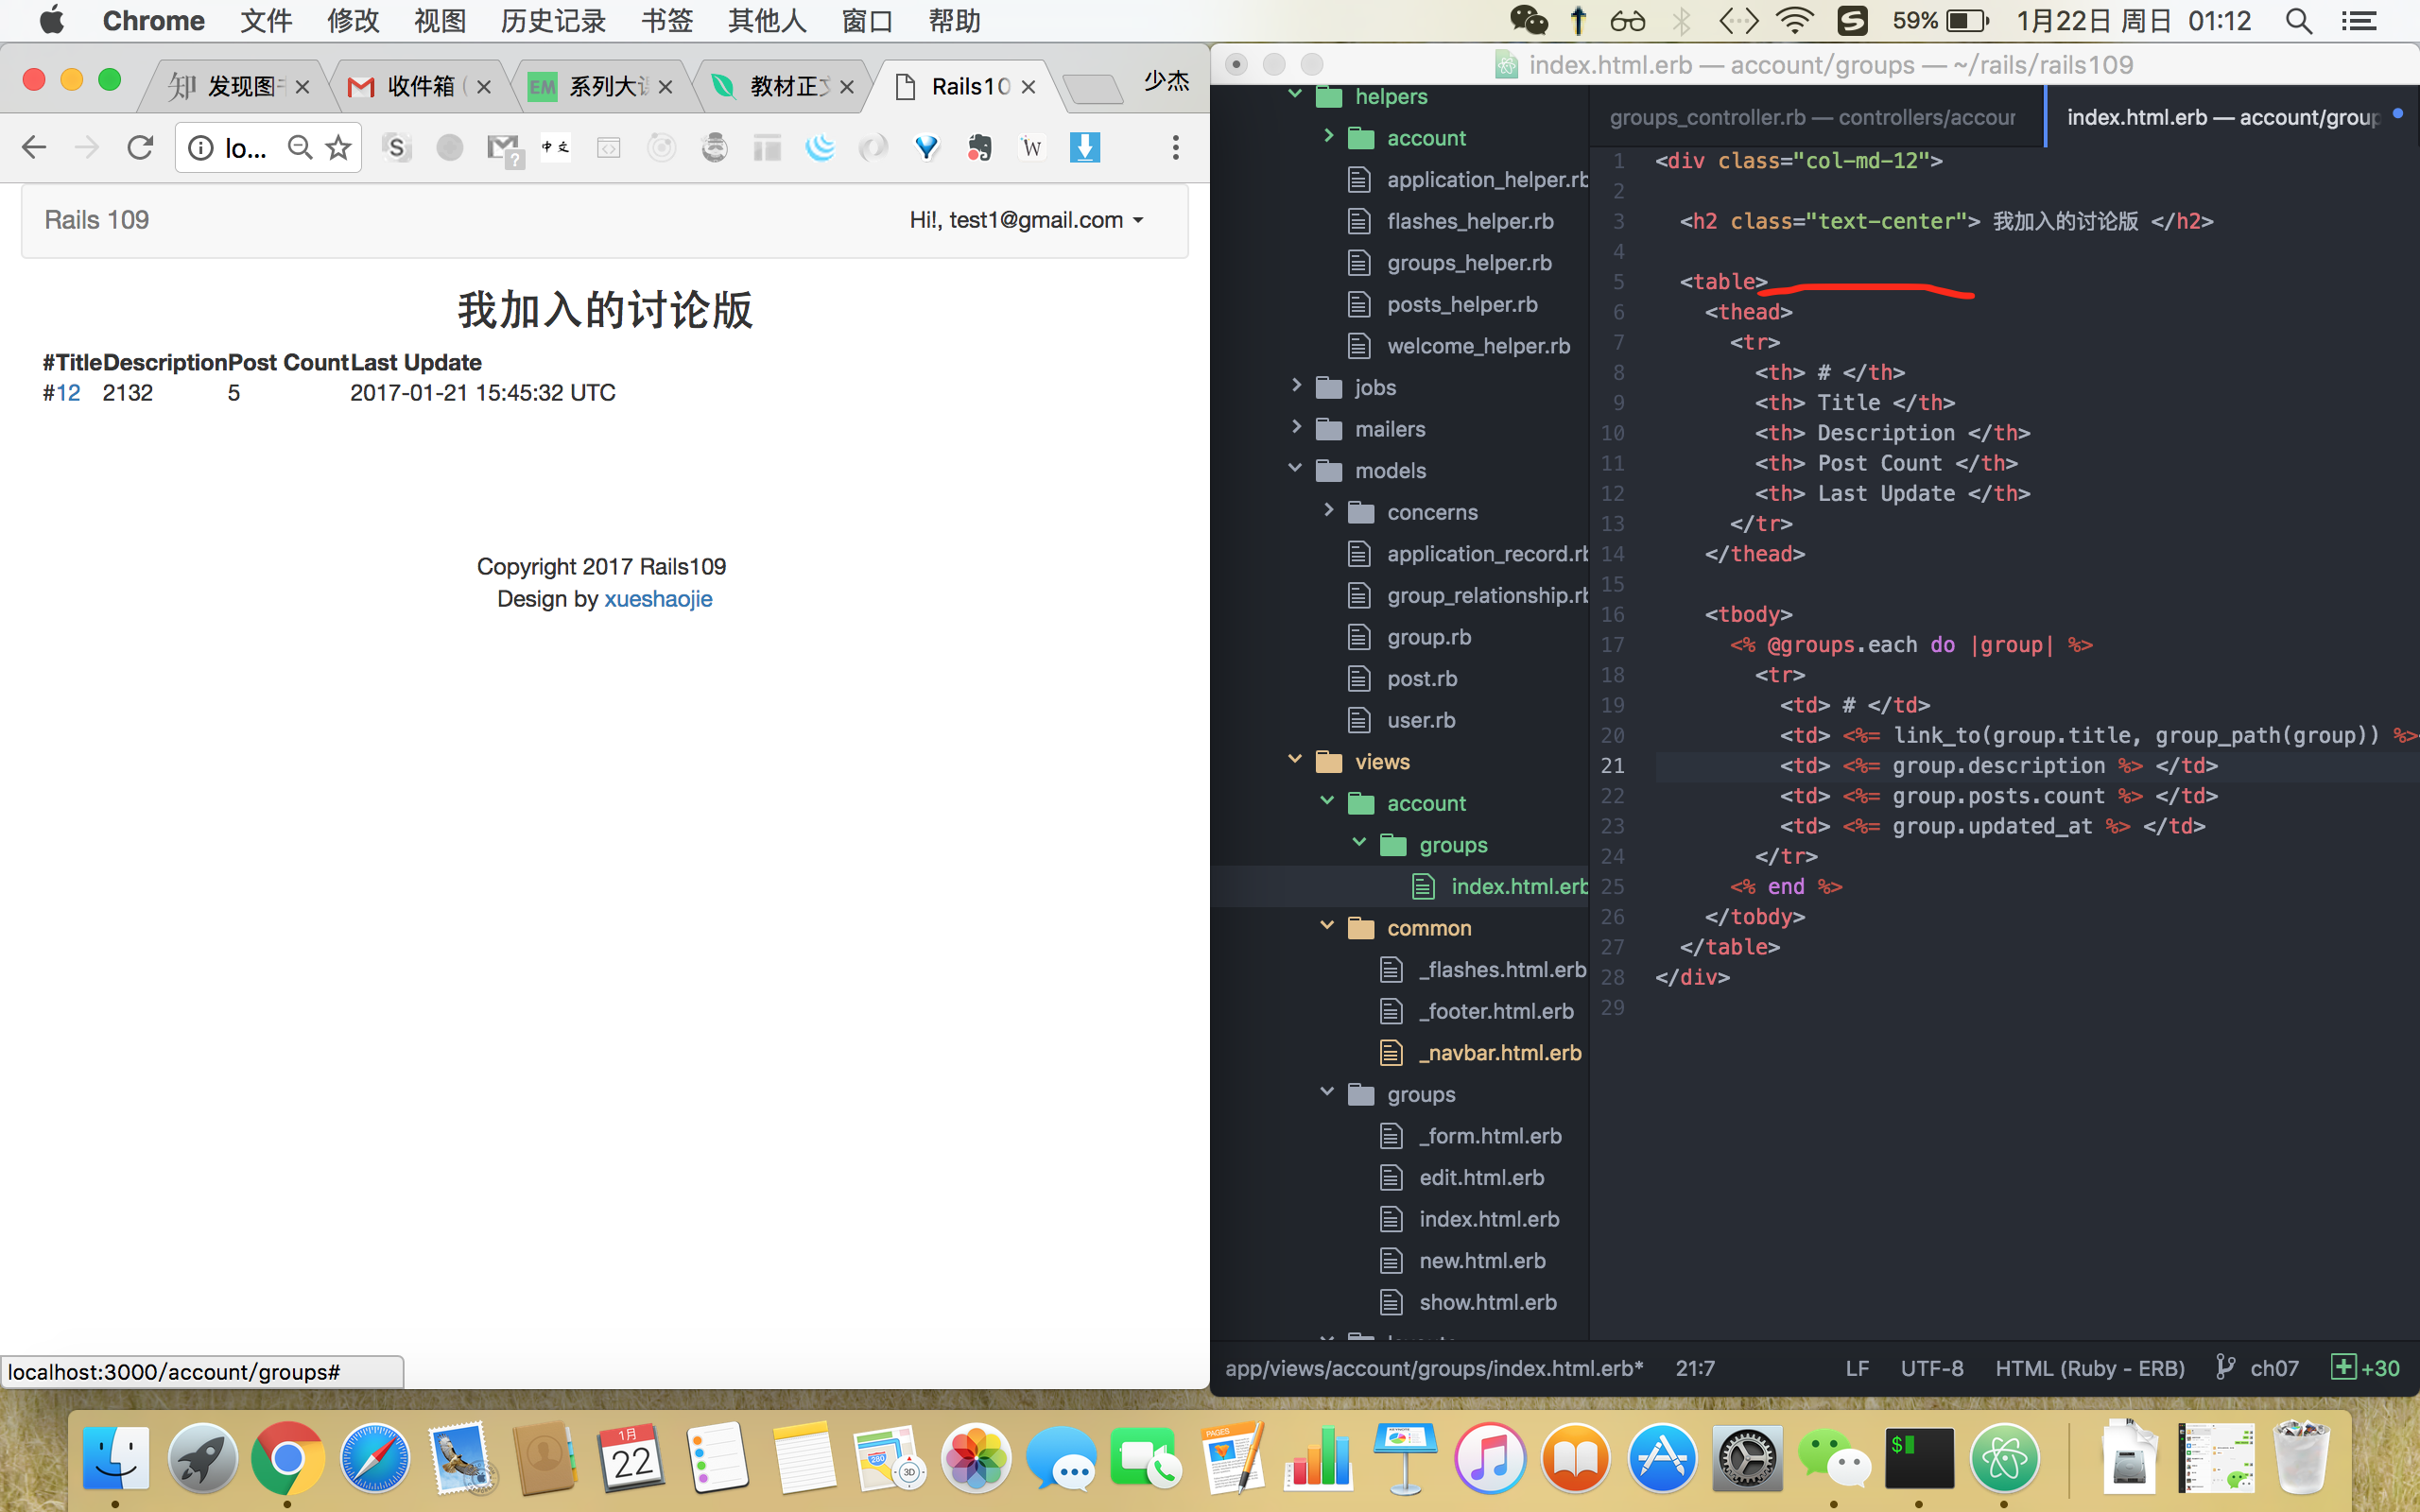 Chrome 文件 修改 视图 历史记录 书签 其他人 窗口 帮助 59% 1月22日 周日 01:12
知 发现图 收件箱 ( EM 系列大 教材正文 Rails10 少杰
lo...
中文 W
Rails 109 Hi!, test1@gmail.com
我加入的讨论版
#TitleDescriptionPost CountLast Update
#12 2132 5 2017-01-21 15:45:32 UTC
Copyright 2017 Rails109
Design by xueshaojie
localhost:3000/account/groups#
index.html.erb — account/groups — ~/rails/rails109
helpers
account
application_helper.rb
flashes_helper.rb
groups_helper.rb
posts_helper.rb
welcome_helper.rb
jobs
mailers
models
concerns
application_record.rb
group_relationship.rb
group.rb
post.rb
user.rb
views
account
groups
index.html.erb
common
_flashes.html.erb
_footer.html.erb
_navbar.html.erb
groups
_form.html.erb
edit.html.erb
index.html.erb
new.html.erb
show.html.erb
groups_controller.rb — controllers/accour index.html.erb — account/group
1 <div class="col-md-12">
2
3 <h2 class="text-center"> 我加入的讨论版 </h2>
4
5 <table>
6 <thead>
7 <tr>
8 <th> # </th>
9 <th> Title </th>
10 <th> Description </th>
11 <th> Post Count </th>
12 <th> Last Update </th>
13 </tr>
14 </thead>
15
16 <tbody>
17 <% @groups.each do |group| %>
18 <tr>
19 <td> # </td>
20 <td> <%= link_to(group.title, group_path(group)) %>
21 <td> <%= group.description %> </td>
22 <td> <%= group.posts.count %> </td>
23 <td> <%= group.updated_at %> </td>
24 </tr>
25 <% end %>
26 </tobdy>
27 </table>
28 </div>
29
app/views/account/groups/index.html.erb* 21:7 LF UTF-8 HTML (Ruby - ERB) ch07 +30
1月
22
280
3D
PAGES
$